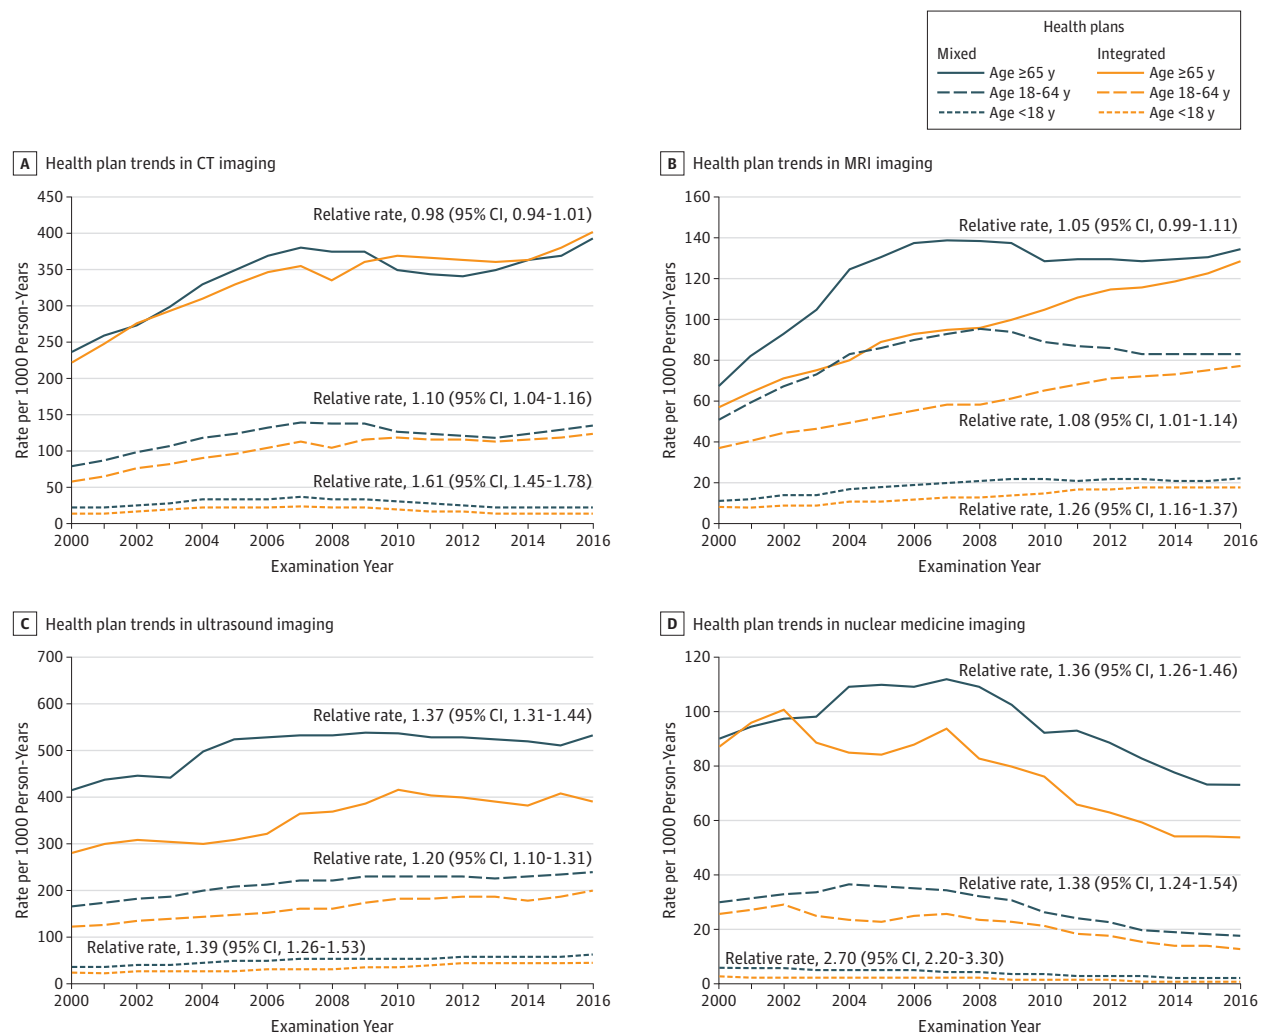 Health plans
Mixed Integrated
Age ≥65 y Age ≥65 y
Age 18-64 y Age 18-64 y
Age <18 y Age <18 y
A Health plan trends in CT imaging
450
400
350
300
250
200
150
100
50
0
Rate per 1000 Person-Years
Relative rate, 0.98 (95% CI, 0.94-1.01)
Relative rate, 1.10 (95% CI, 1.04-1.16)
Relative rate, 1.61 (95% CI, 1.45-1.78)
2000 2002 2004 2006 2008 2010 2012 2014 2016
Examination Year
B Health plan trends in MRI imaging
160
140
120
100
80
60
40
20
0
Rate per 1000 Person-Years
Relative rate, 1.05 (95% CI, 0.99-1.11)
Relative rate, 1.08 (95% CI, 1.01-1.14)
Relative rate, 1.26 (95% CI, 1.16-1.37)
2000 2002 2004 2006 2008 2010 2012 2014 2016
Examination Year
C Health plan trends in ultrasound imaging
700
600
500
400
300
200
100
0
Rate per 1000 Person-Years
Relative rate, 1.37 (95% CI, 1.31-1.44)
Relative rate, 1.20 (95% CI, 1.10-1.31)
Relative rate, 1.39 (95% CI, 1.26-1.53)
2000 2002 2004 2006 2008 2010 2012 2014 2016
Examination Year
D Health plan trends in nuclear medicine imaging
120
100
80
60
40
20
0
Rate per 1000 Person-Years
Relative rate, 1.36 (95% CI, 1.26-1.46)
Relative rate, 1.38 (95% CI, 1.24-1.54)
Relative rate, 2.70 (95% CI, 2.20-3.30)
2000 2002 2004 2006 2008 2010 2012 2014 2016
Examination Year